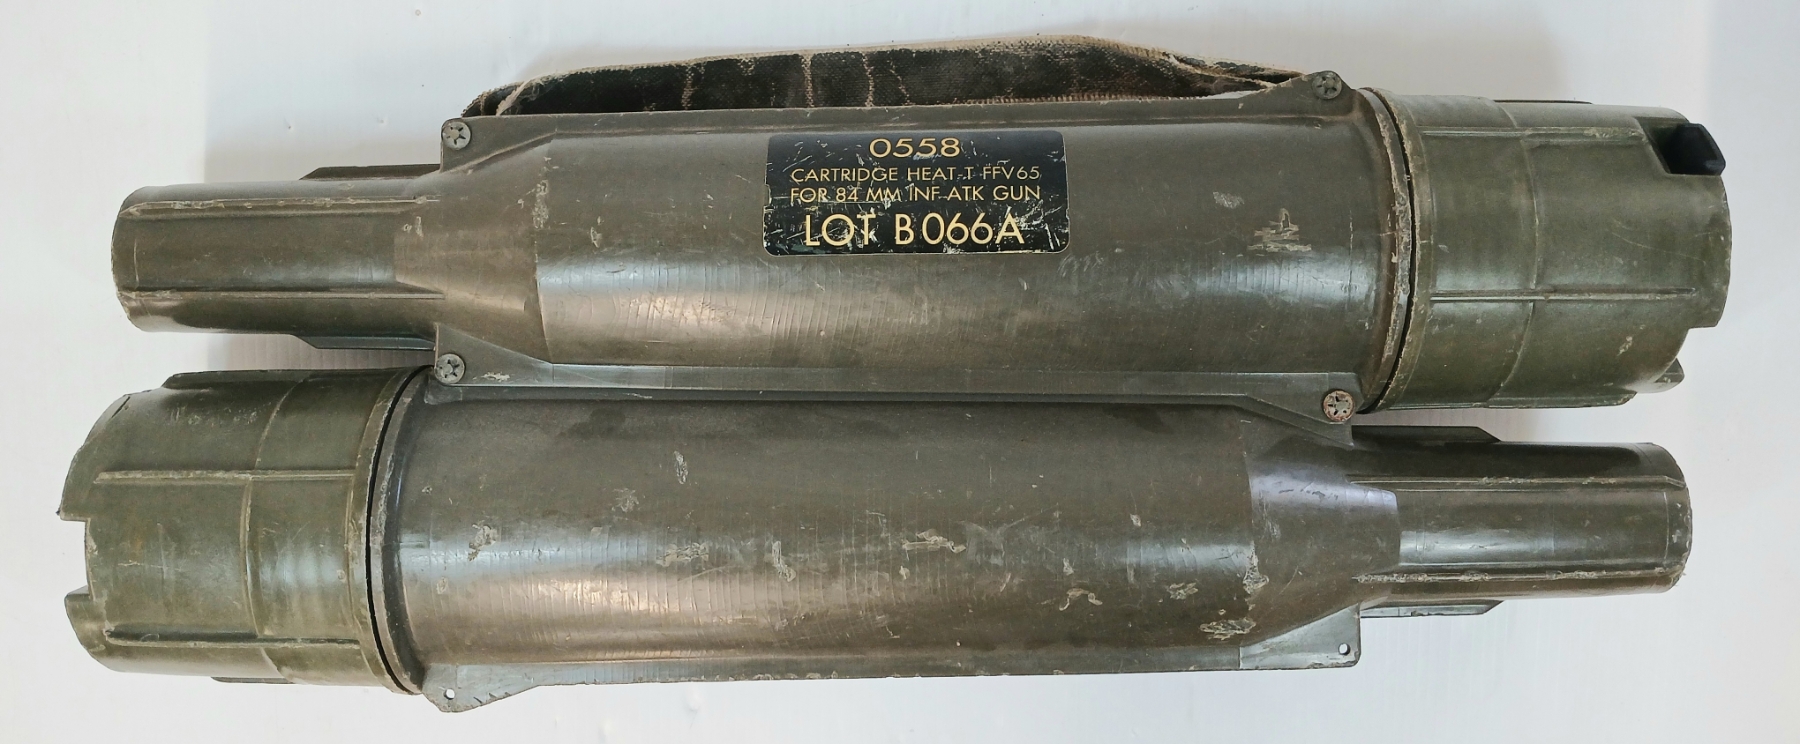 0558
CARTRIDGE HEAT-T FFV65
FOR 84 MM INF ATK GUN
LOT B066A